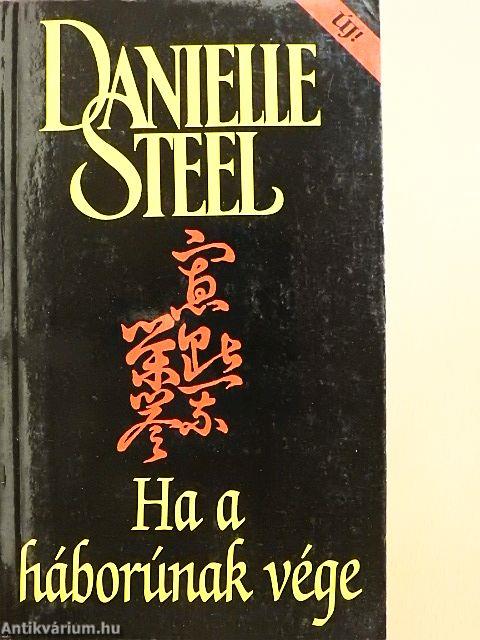 ÚJ!
DANIELLE
STEEL
Ha a
háborúnak vége
Antikvárium.hu